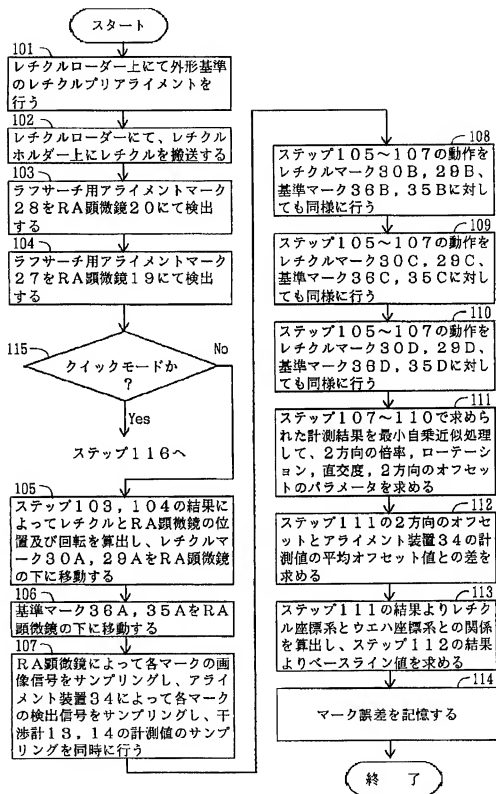 スタート
101
レチクルローダー上にて外形基準
のレチクルプリアライメントを
行う
102
レチクルローダーにて、レチクル
ホルダー上にレチクルを搬送する
103
ラフサーチ用アライメントマーク
28をRA顕微鏡20にて検出
する
104
ラフサーチ用アライメントマーク
27をRA顕微鏡19にて検出
する
115
クイックモードか
?
No
Yes
ステップ116へ
105
ステップ103,104の結果に
よってレチクルとRA顕微鏡の位
置及び回転を算出し、レチクルマ
ーク30A,29AをRA顕微鏡
の下に移動する
106
基準マーク36A,35AをRA
顕微鏡の下に移動する
107
RA顕微鏡によって各マークの画
像信号をサンプリングし、アライ
メント装置34によって各マーク
の検出信号をサンプリングし、干
渉計13,14の計測値のサンプ
リングを同時に行う
108
ステップ105〜107の動作を
レチクルマーク30B,29B、
基準マーク36B,35Bに対し
ても同様に行う
109
ステップ105〜107の動作を
レチクルマーク30C,29C、
基準マーク36C,35Cに対し
ても同様に行う
110
ステップ105〜107の動作を
レチクルマーク30D,29D、
基準マーク36D,35Dに対し
ても同様に行う
111
ステップ107〜110で求めら
れた計測結果を最小自乗近似処理
して、2方向の倍率,ローテーシ
ョン,直交度,2方向のオフセッ
トのパラメータを求める
112
ステップ111の2方向のオフセ
ットとアライメント装置34の計
測値の平均オフセット値との差を
求める
113
ステップ111の結果よりレチク
ル座標系とウエハ座標系との関係
を算出し、ステップ112の結果
よりベースライン値を求める
114
マーク誤差を記憶する
終 了